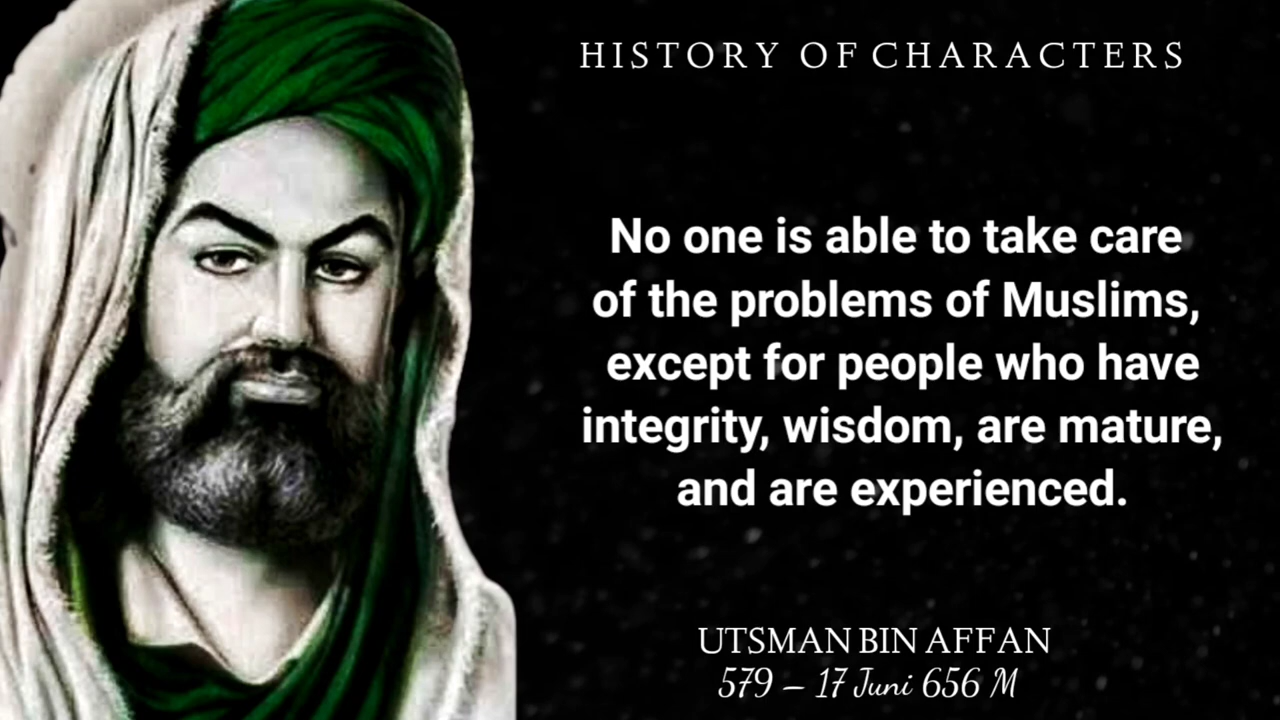 HISTORY OF CHARACTERS
No one is able to take care
of the problems of Muslims,
except for people who have
integrity, wisdom, are mature,
and are experienced.
UTSMAN BIN AFFAN
579 – 17 Juni 656 M